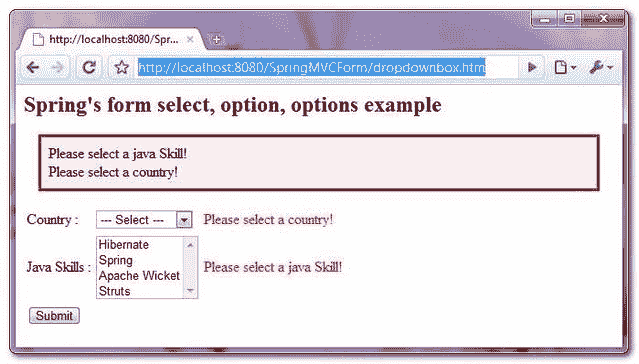 http://localhost:8080/Spr...
http://localhost:8080/SpringMVCForm/dropdownbox.htm
Spring's form select, option, options example
Please select a java Skill!
Please select a country!
Country : --- Select --- Please select a country!
Hibernate
Spring
Java Skills : Apache Wicket Please select a java Skill!
Struts
Submit